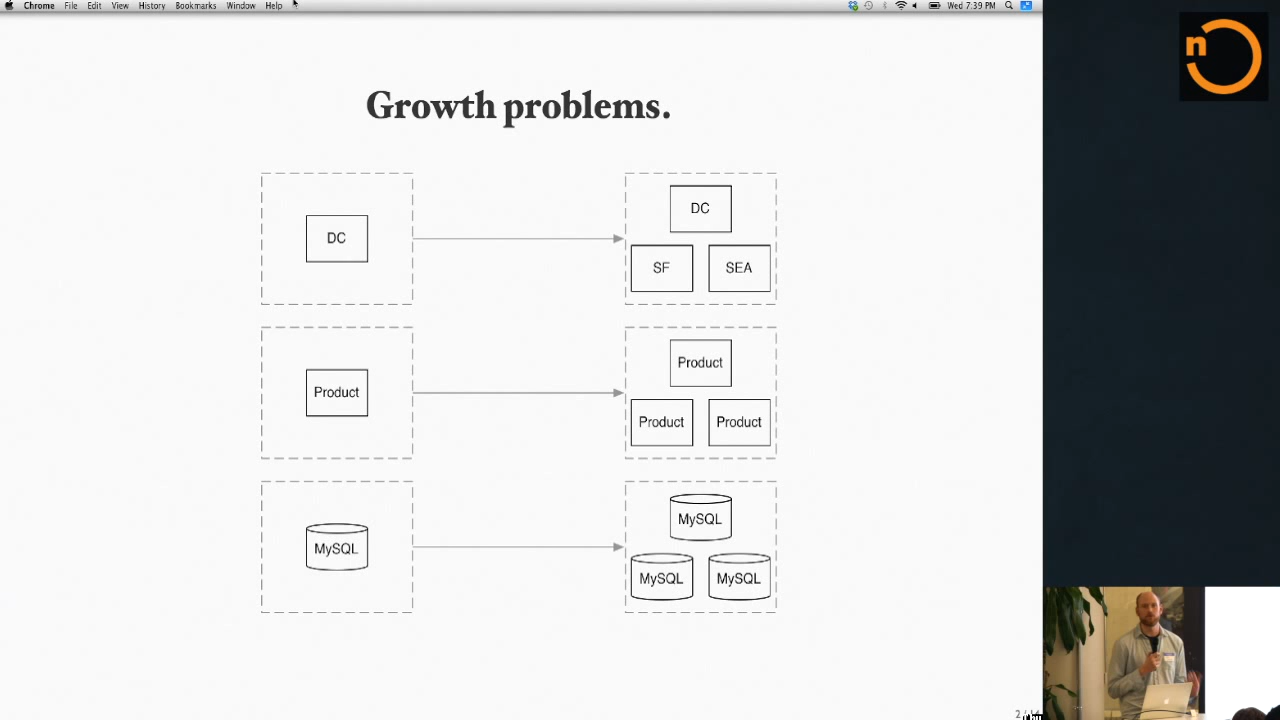 Chrome File Edit View History Bookmarks Window Help
Wed 7:39 PM
n
Growth problems.
DC
DC
SF
SEA
Product
Product
Product
Product
MySQL
MySQL
MySQL
MySQL